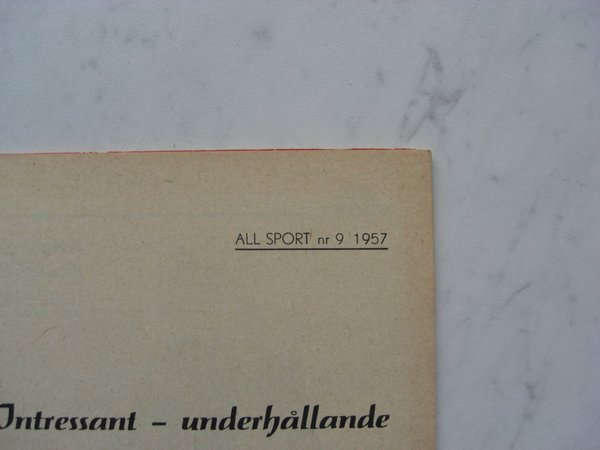 ALL SPORT nr 9 1957
Intressant – underhållande